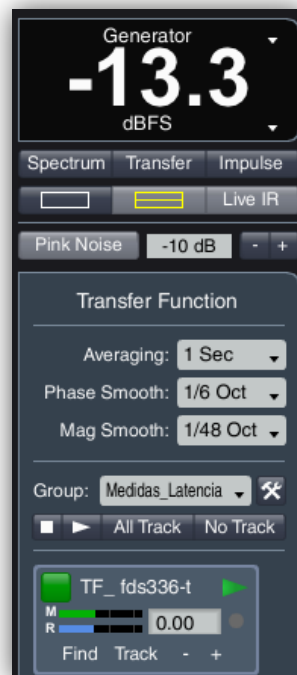 Generator
-13.3
dBFS
Spectrum Transfer Impulse
Live IR
Pink Noise -10 dB - +
Transfer Function
Averaging: 1 Sec
Phase Smooth: 1/6 Oct
Mag Smooth: 1/48 Oct
Group: Medidas_Latencia
All Track No Track
TF_ fds336-t
M
R 0.00
Find Track - +